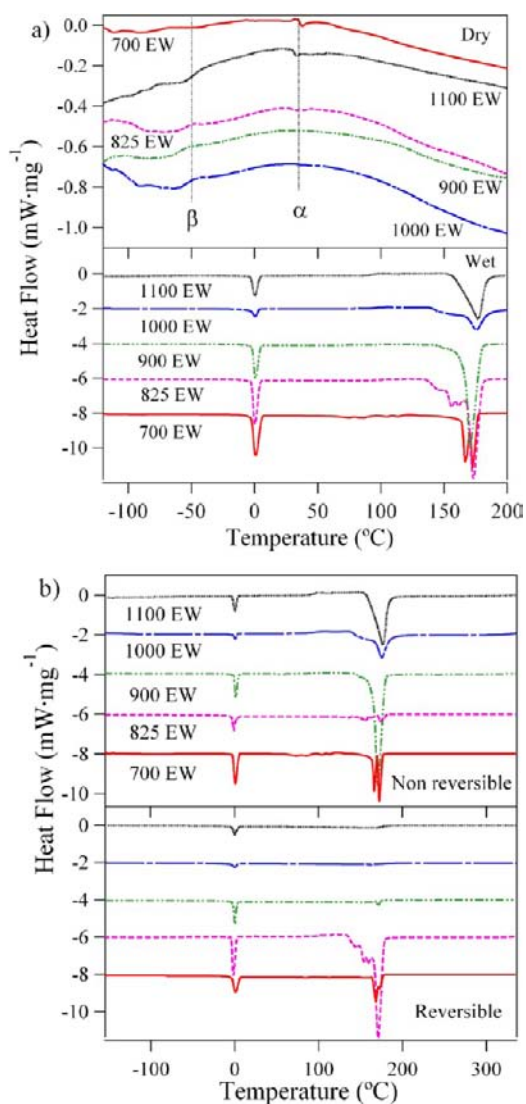 a)
0.0
Dry
700 EW
-0.2
1100 EW
-0.4
825 EW
-0.6
900 EW
-0.8
β
α
1000 EW
-1.0
Heat Flow (mW·mg⁻¹)
Wet
0
1100 EW
-2
1000 EW
-4
900 EW
-6
825 EW
-8
700 EW
-10
-100 -50 0 50 100 150 200
Temperature (ºC)
b)
0
1100 EW
-2
1000 EW
-4
900 EW
-6
825 EW
-8
700 EW
Non reversible
-10
Heat Flow (mW·mg⁻¹)
0
-2
-4
-6
-8
-10
Reversible
-100 0 100 200 300
Temperature (ºC)